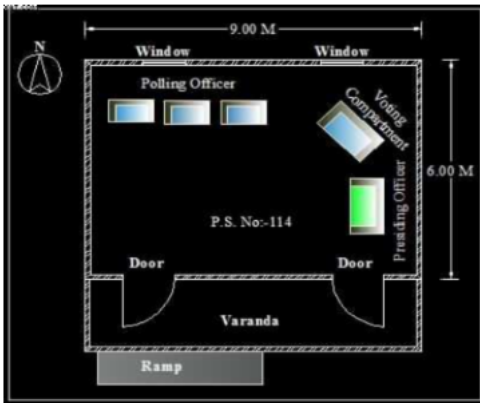 9.00 M
N
Window
Window
Polling Officer
Voting
Compartment
6.00 M
Presiding Officer
P.S. No:-114
Door
Door
Varanda
Ramp